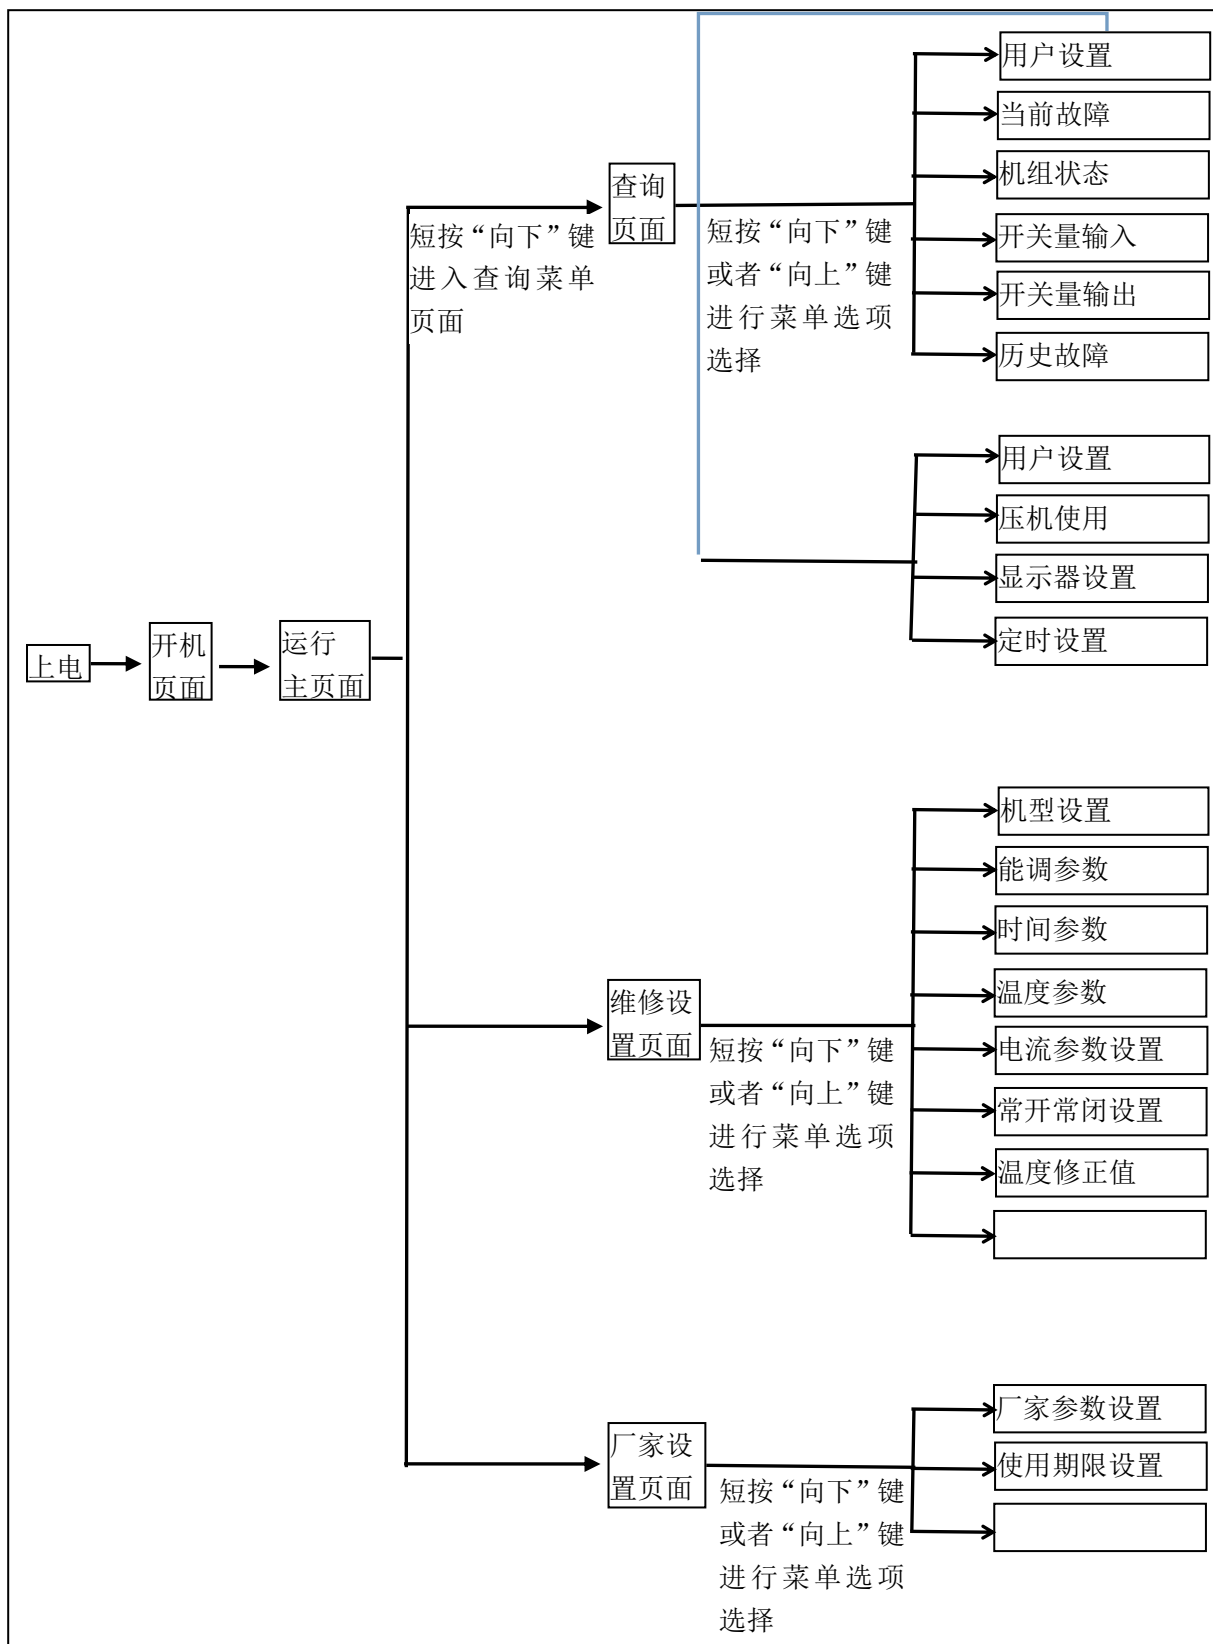 上电
开机
页面
运行
主页面
短按“向下”键
进入查询菜单
页面
查询
页面
短按“向下”键
或者“向上”键
进行菜单选项
选择
用户设置
当前故障
机组状态
开关量输入
开关量输出
历史故障
用户设置
压机使用
显示器设置
定时设置
维修设
置页面
短按“向下”键
或者“向上”键
进行菜单选项
选择
机型设置
能调参数
时间参数
温度参数
电流参数设置
常开常闭设置
温度修正值
厂家设
置页面
短按“向下”键
或者“向上”键
进行菜单选项
选择
厂家参数设置
使用期限设置